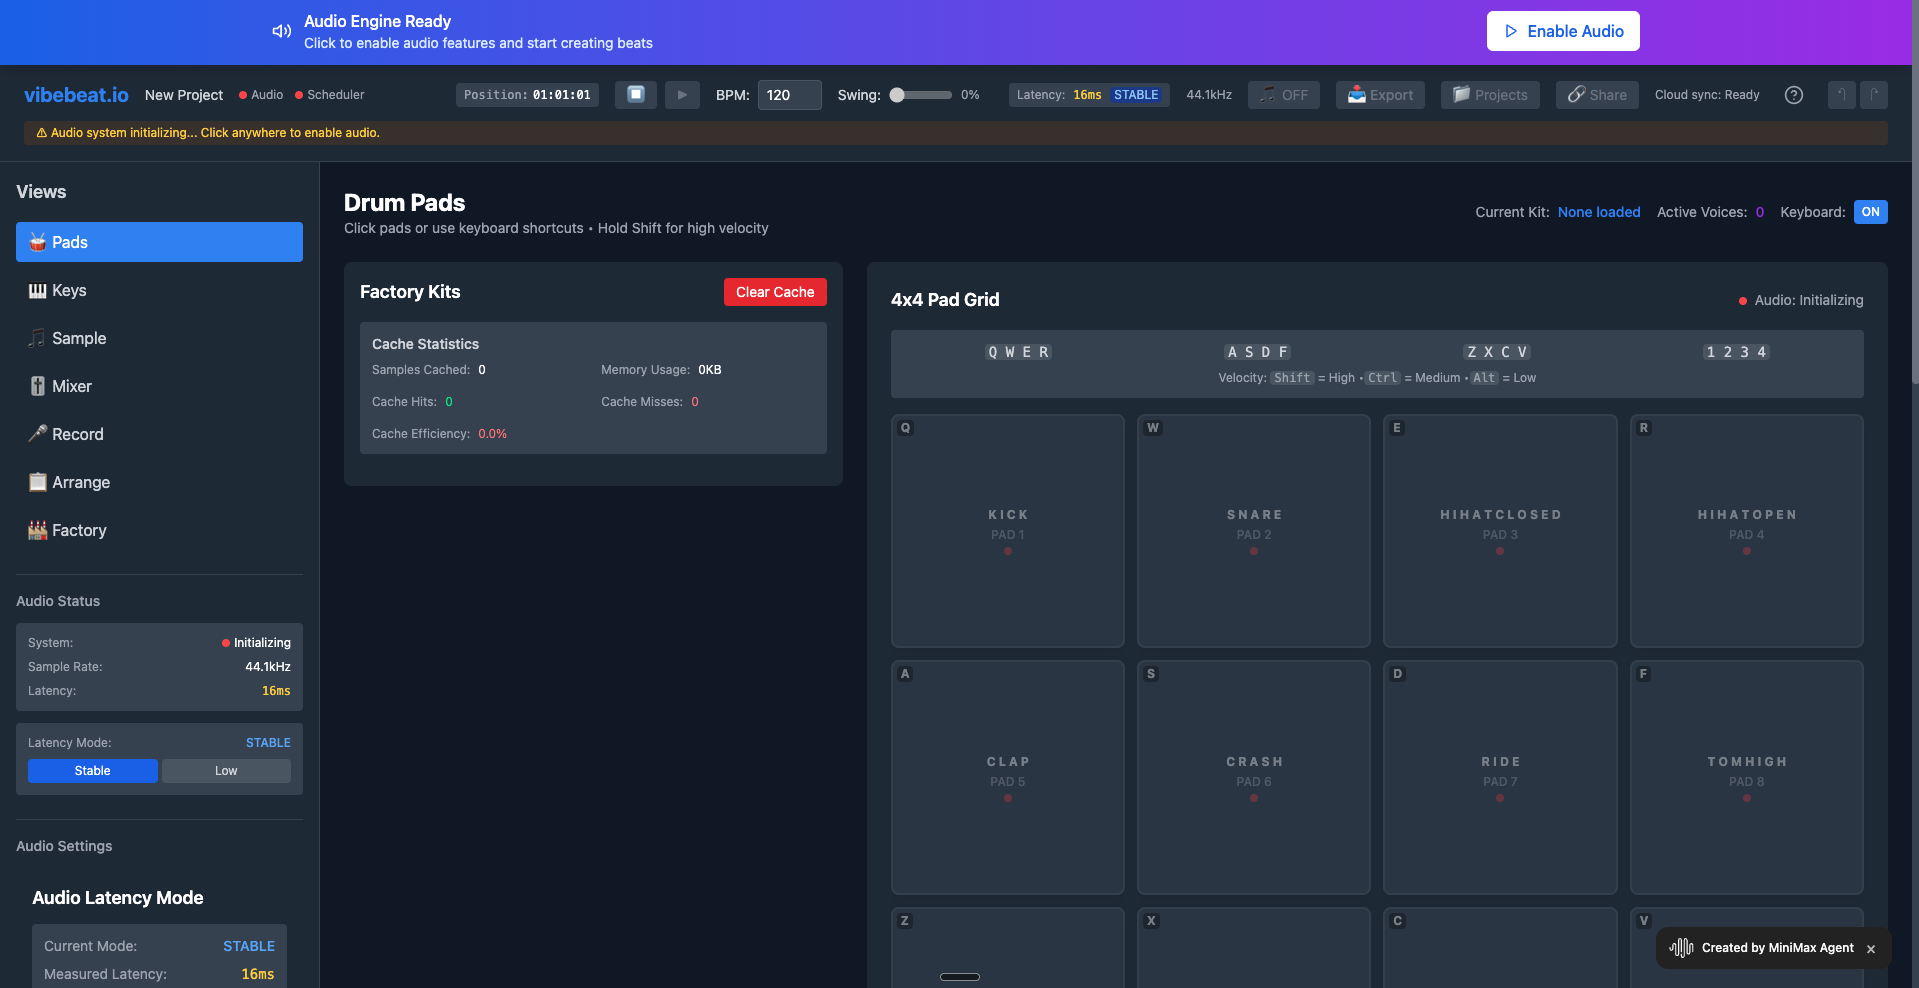 Audio Engine Ready
Click to enable audio features and start creating beats
Enable Audio
vibebeat.io New Project Audio Scheduler Position: 01:01:01 BPM: 120 Swing: 0% Latency: 16ms STABLE 44.1kHz OFF Export Projects Share Cloud sync: Ready
⚠ Audio system initializing... Click anywhere to enable audio.
Views
Pads
Keys
Sample
Mixer
Record
Arrange
Factory
Audio Status
System: Initializing
Sample Rate: 44.1kHz
Latency: 16ms
Latency Mode: STABLE
Stable Low
Audio Settings
Audio Latency Mode
Current Mode: STABLE
Measured Latency: 16ms
Drum Pads
Click pads or use keyboard shortcuts • Hold Shift for high velocity
Current Kit: None loaded Active Voices: 0 Keyboard: ON
Factory Kits
Clear Cache
Cache Statistics
Samples Cached: 0 Memory Usage: 0KB
Cache Hits: 0 Cache Misses: 0
Cache Efficiency: 0.0%
4x4 Pad Grid
Audio: Initializing
Q W E R A S D F Z X C V 1 2 3 4
Velocity: Shift = High • Ctrl = Medium • Alt = Low
Q W E R
KICK SNARE HIHATCLOSED HIHATOPEN
PAD 1 PAD 2 PAD 3 PAD 4
A S D F
CLAP CRASH RIDE TOMHIGH
PAD 5 PAD 6 PAD 7 PAD 8
Z X C V
Created by MiniMax Agent ×